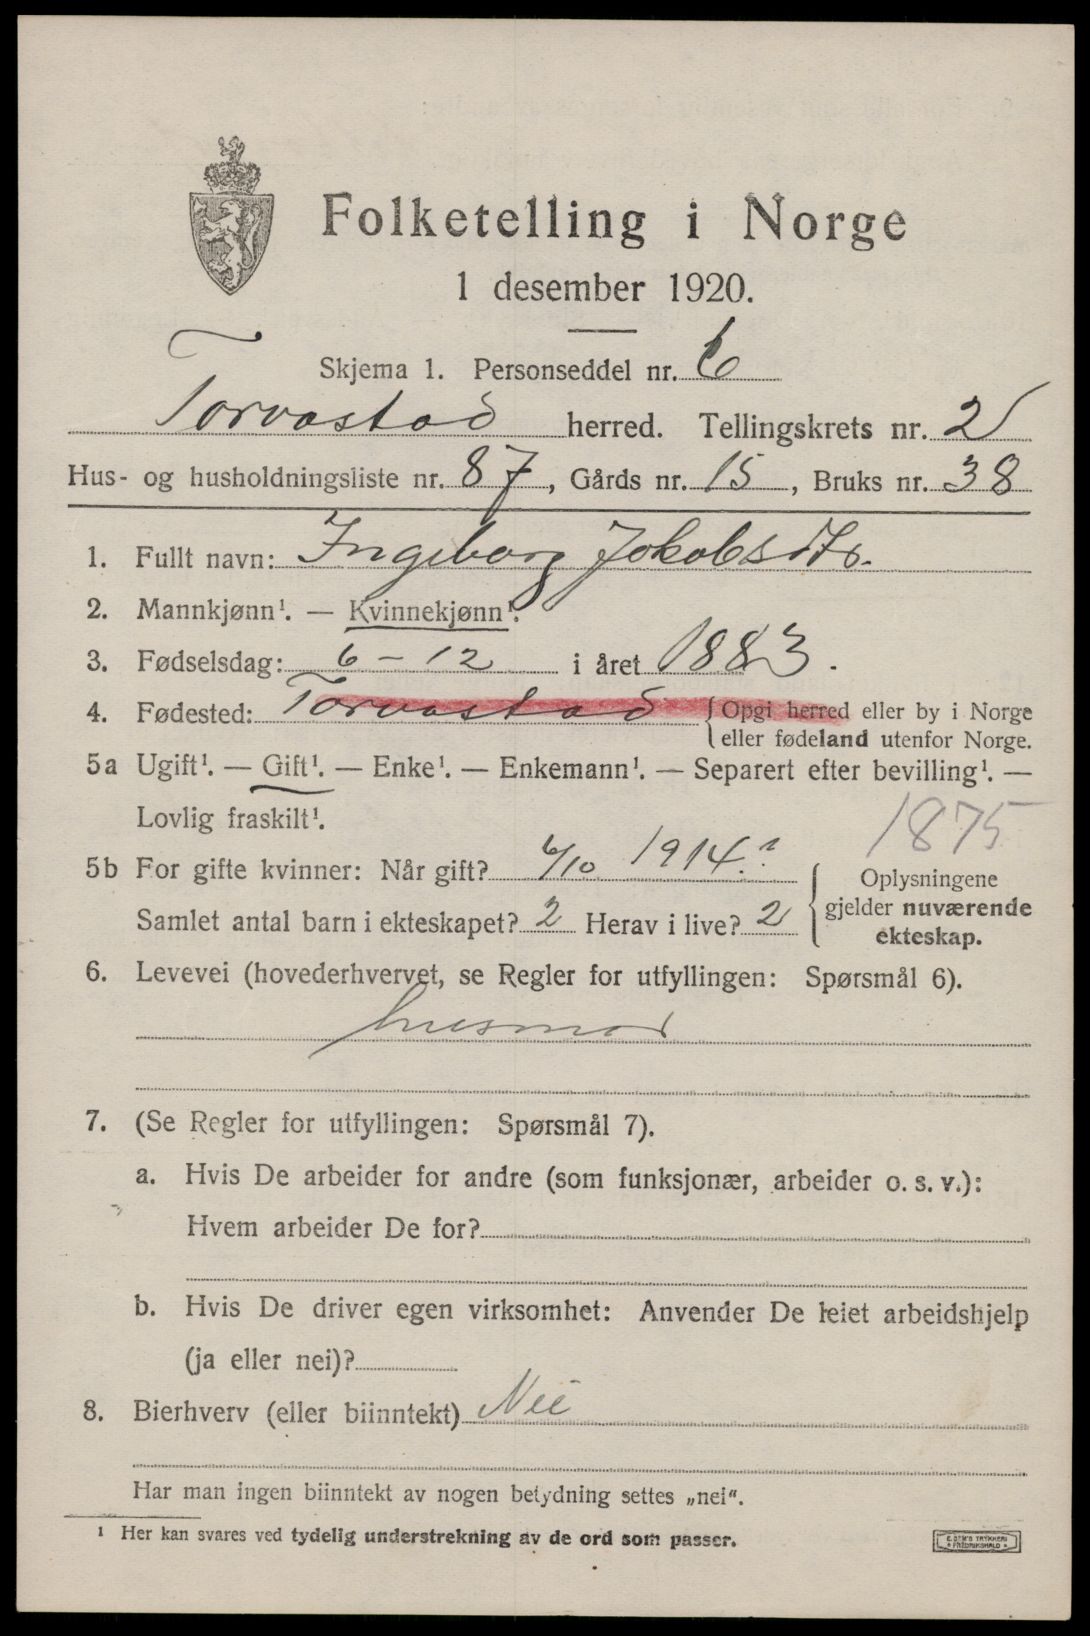 Folketelling i Norge
1 desember 1920.
Skjema 1. Personseddel nr. 6
Torvastad herred. Tellingskrets nr. 2
Hus- og husholdningsliste nr. 87, Gårds nr. 15, Bruks nr. 38
1. Fullt navn: Ingeborg Jokobsdtr.
2. Mannkjønn¹. — Kvinnekjønn¹.
3. Fødselsdag: 6 - 12 i året 1883.
4. Fødested: Torvastad {Opgi herred eller by i Norge
eller fødeland utenfor Norge.
5a Ugift¹. — Gift¹. — Enke¹. — Enkemann¹. — Separert efter bevilling¹. —
Lovlig fraskilt¹.
1875
5b For gifte kvinner: Når gift? 6/10 1914.?
Samlet antal barn i ekteskapet? 2 Herav i live? 2
{Oplysningene
gjelder nuværende
ekteskap.
6. Levevei (hovederhvervet, se Regler for utfyllingen: Spørsmål 6).
husmor
7. (Se Regler for utfyllingen: Spørsmål 7).
a. Hvis De arbeider for andre (som funksjonær, arbeider o. s. v.):
Hvem arbeider De for?
b. Hvis De driver egen virksomhet: Anvender De leiet arbeidshjelp
(ja eller nei)?
8. Bierhverv (eller biinntekt) Nei
Har man ingen biinntekt av nogen betydning settes „nei“.
¹ Her kan svares ved tydelig understrekning av de ord som passer.
E. SEM'S TRYKKERI
FREDRIKSHALD